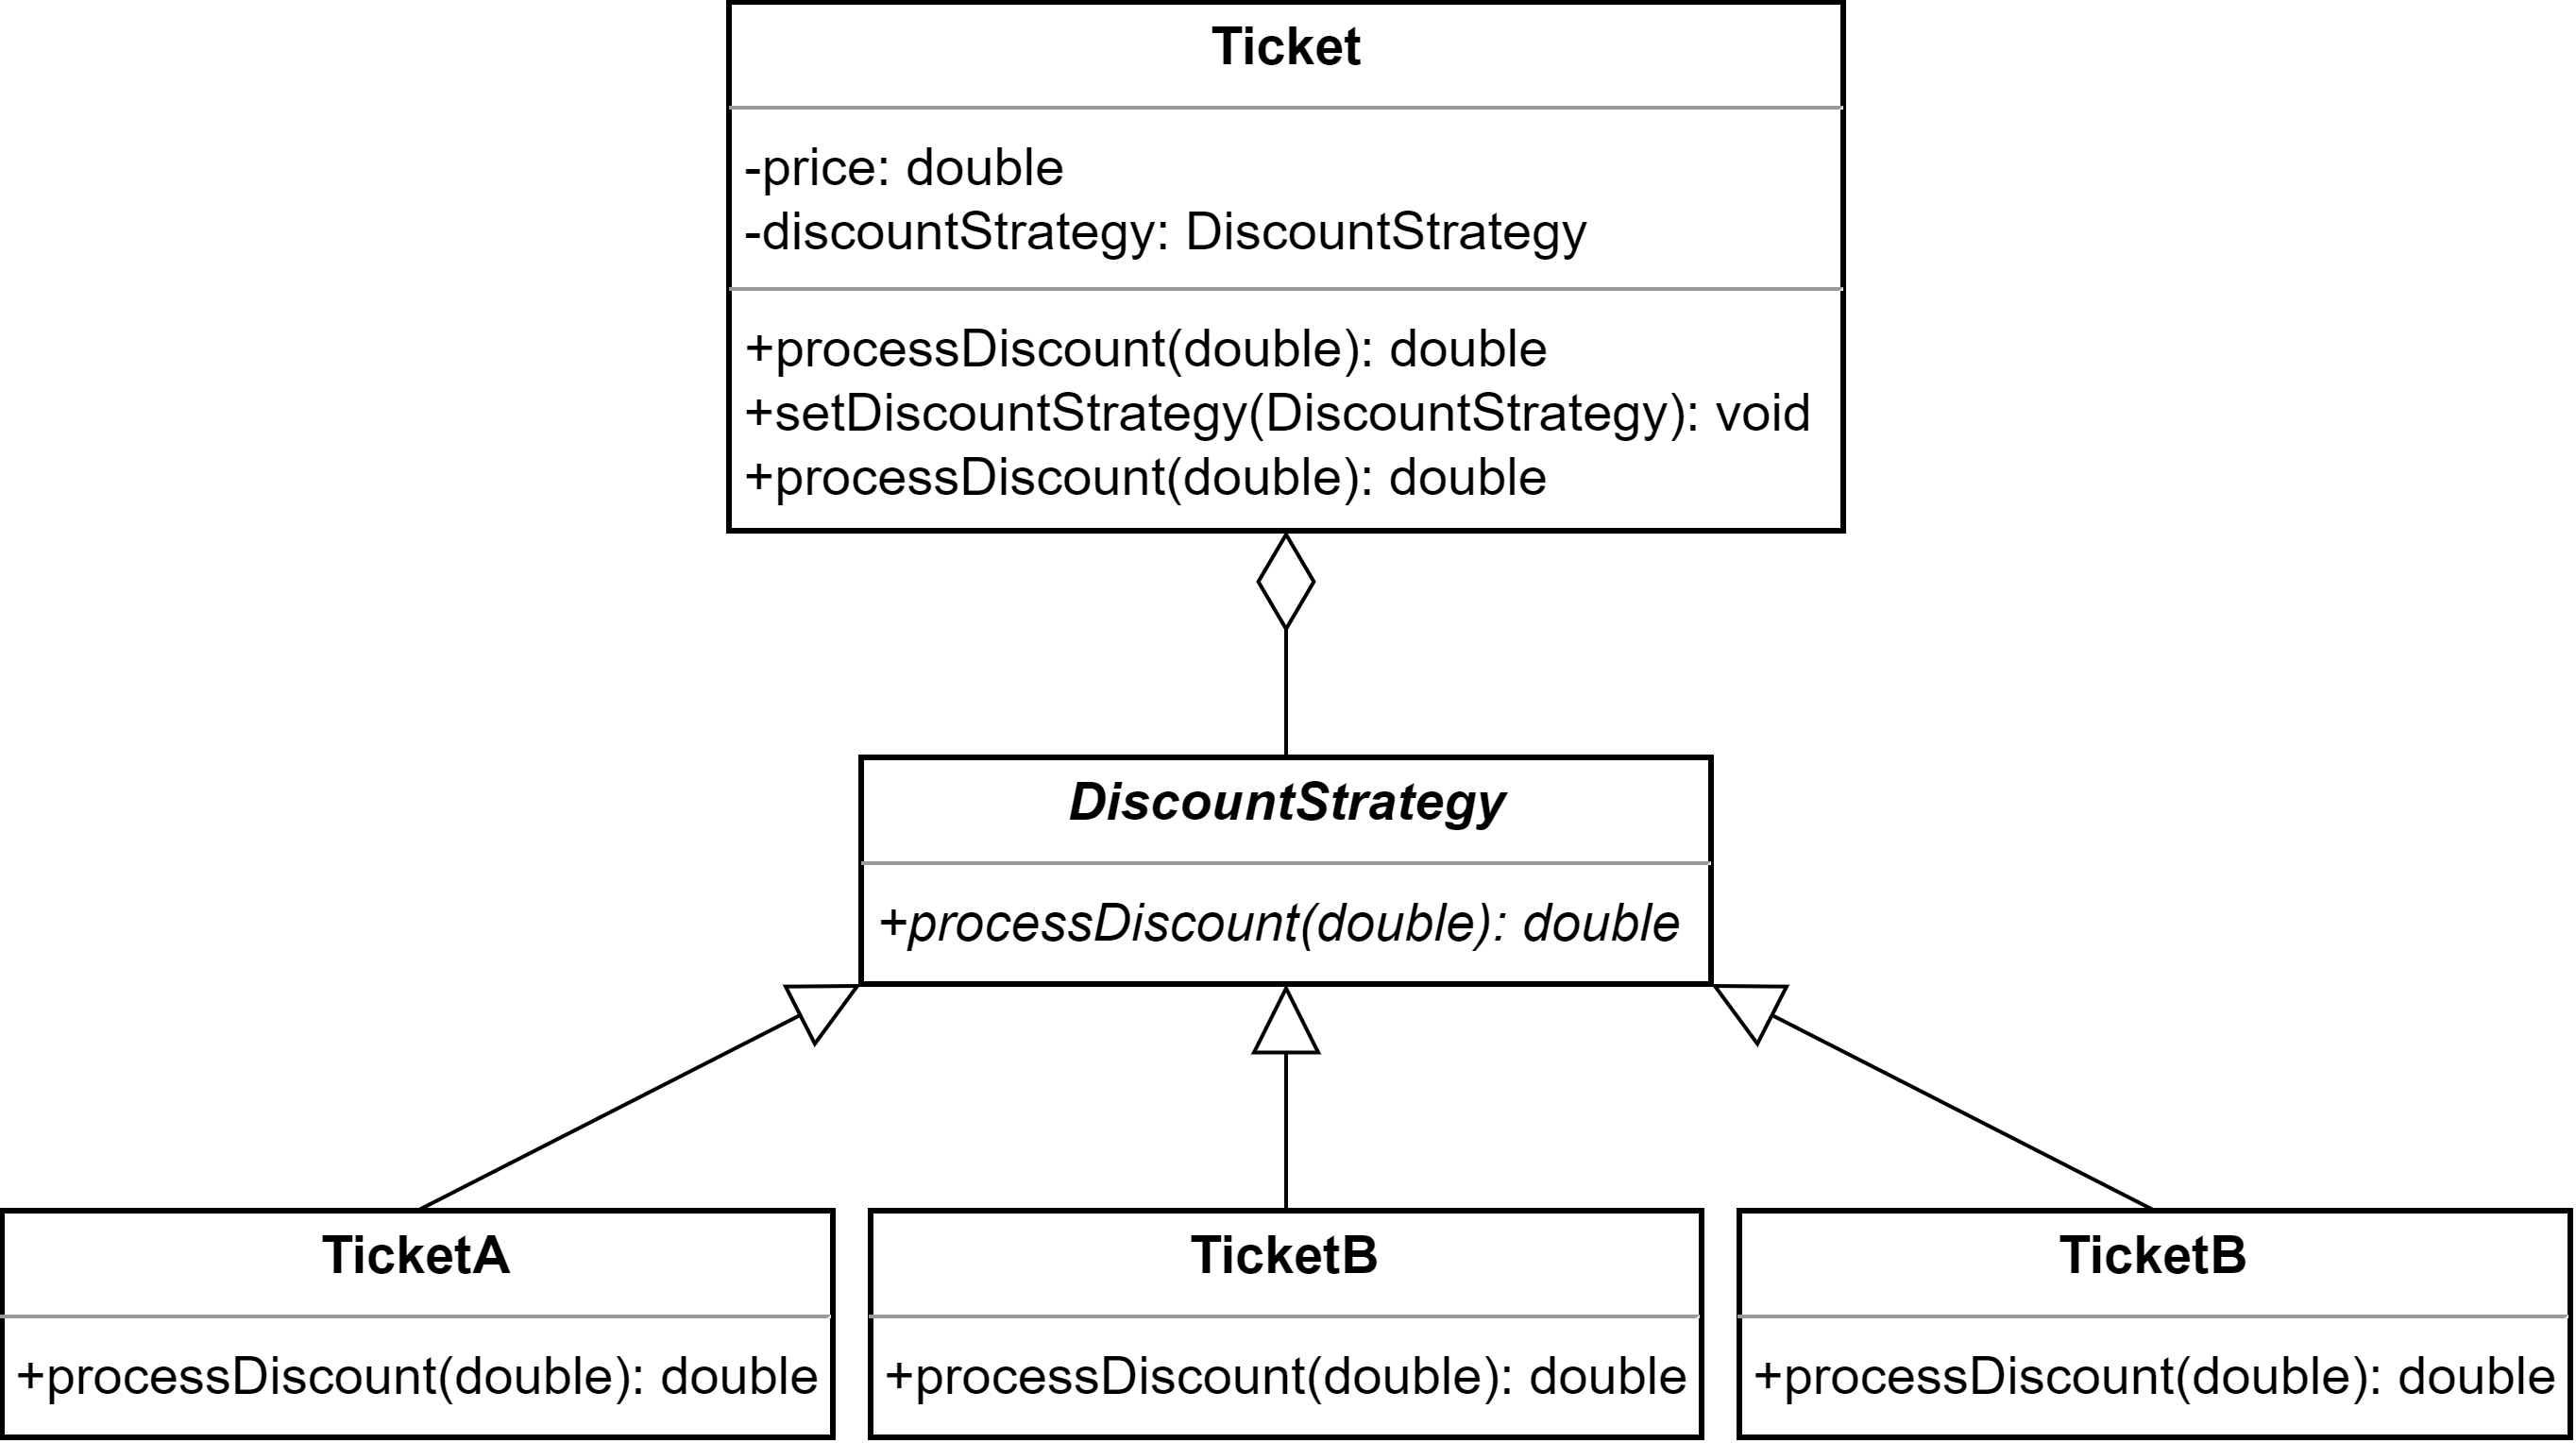 Ticket
-price: double
-discountStrategy: DiscountStrategy
+processDiscount(double): double
+setDiscountStrategy(DiscountStrategy): void
+processDiscount(double): double
DiscountStrategy
+processDiscount(double): double
TicketA
+processDiscount(double): double
TicketB
+processDiscount(double): double
TicketB
+processDiscount(double): double